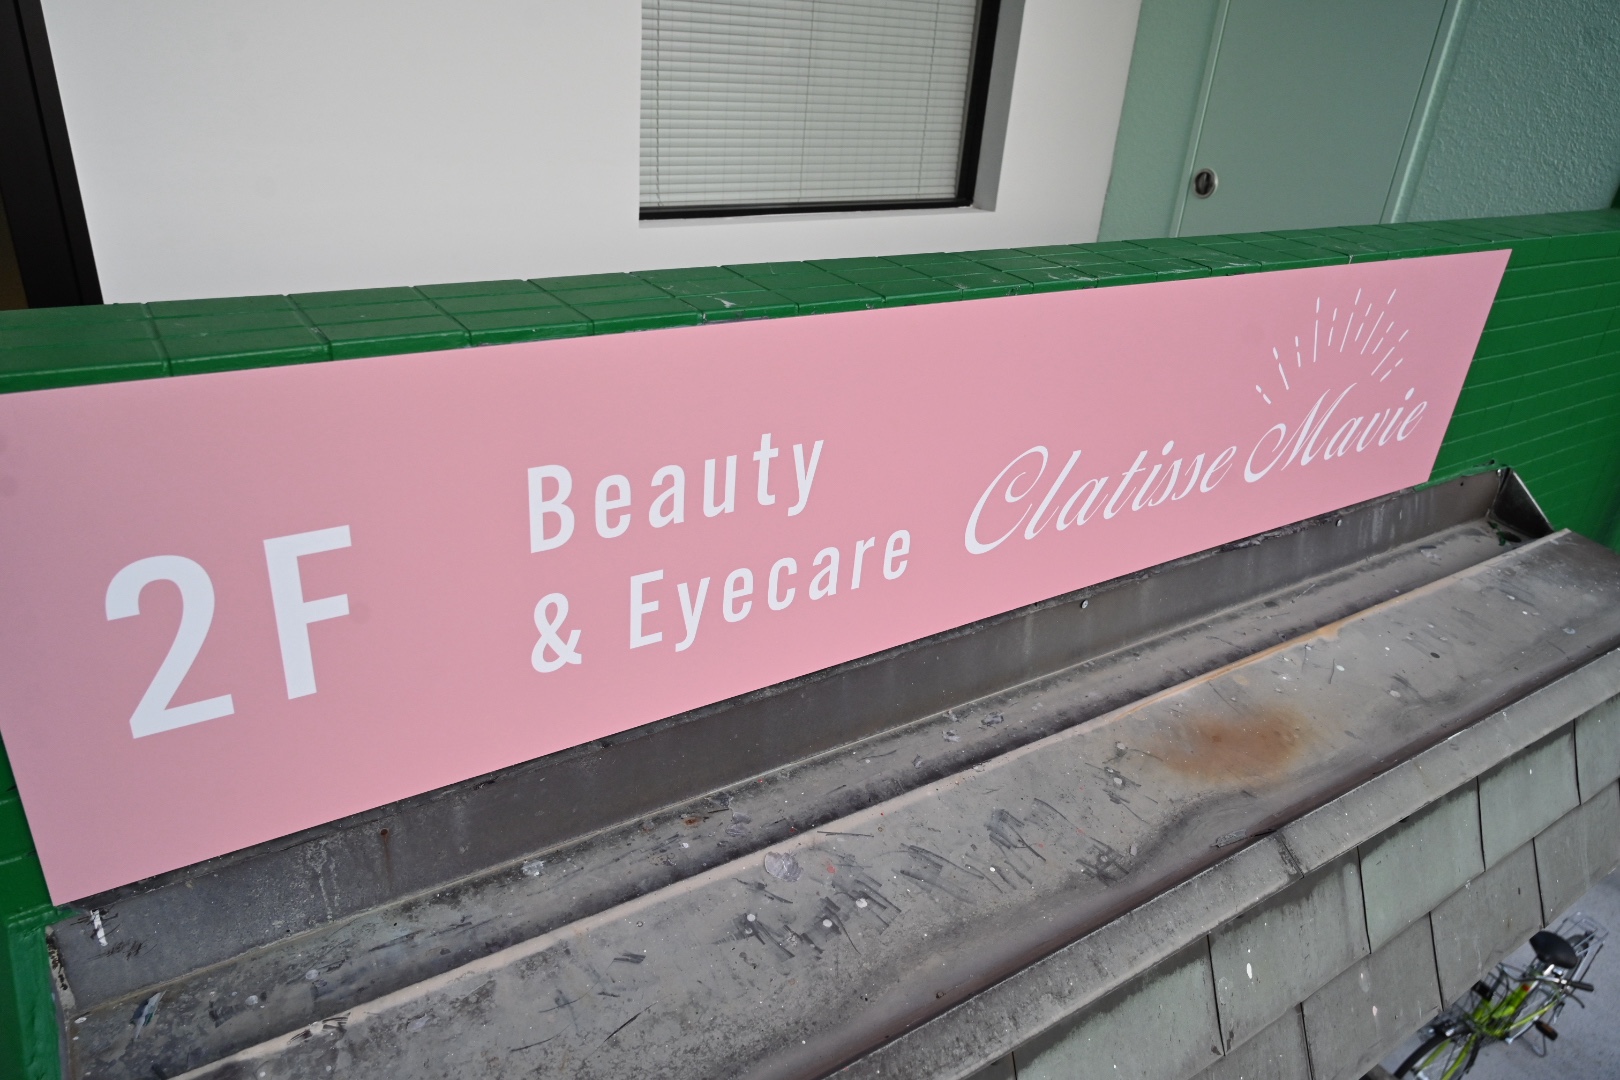 2F
Beauty
& Eyecare
Clatisse Mavie